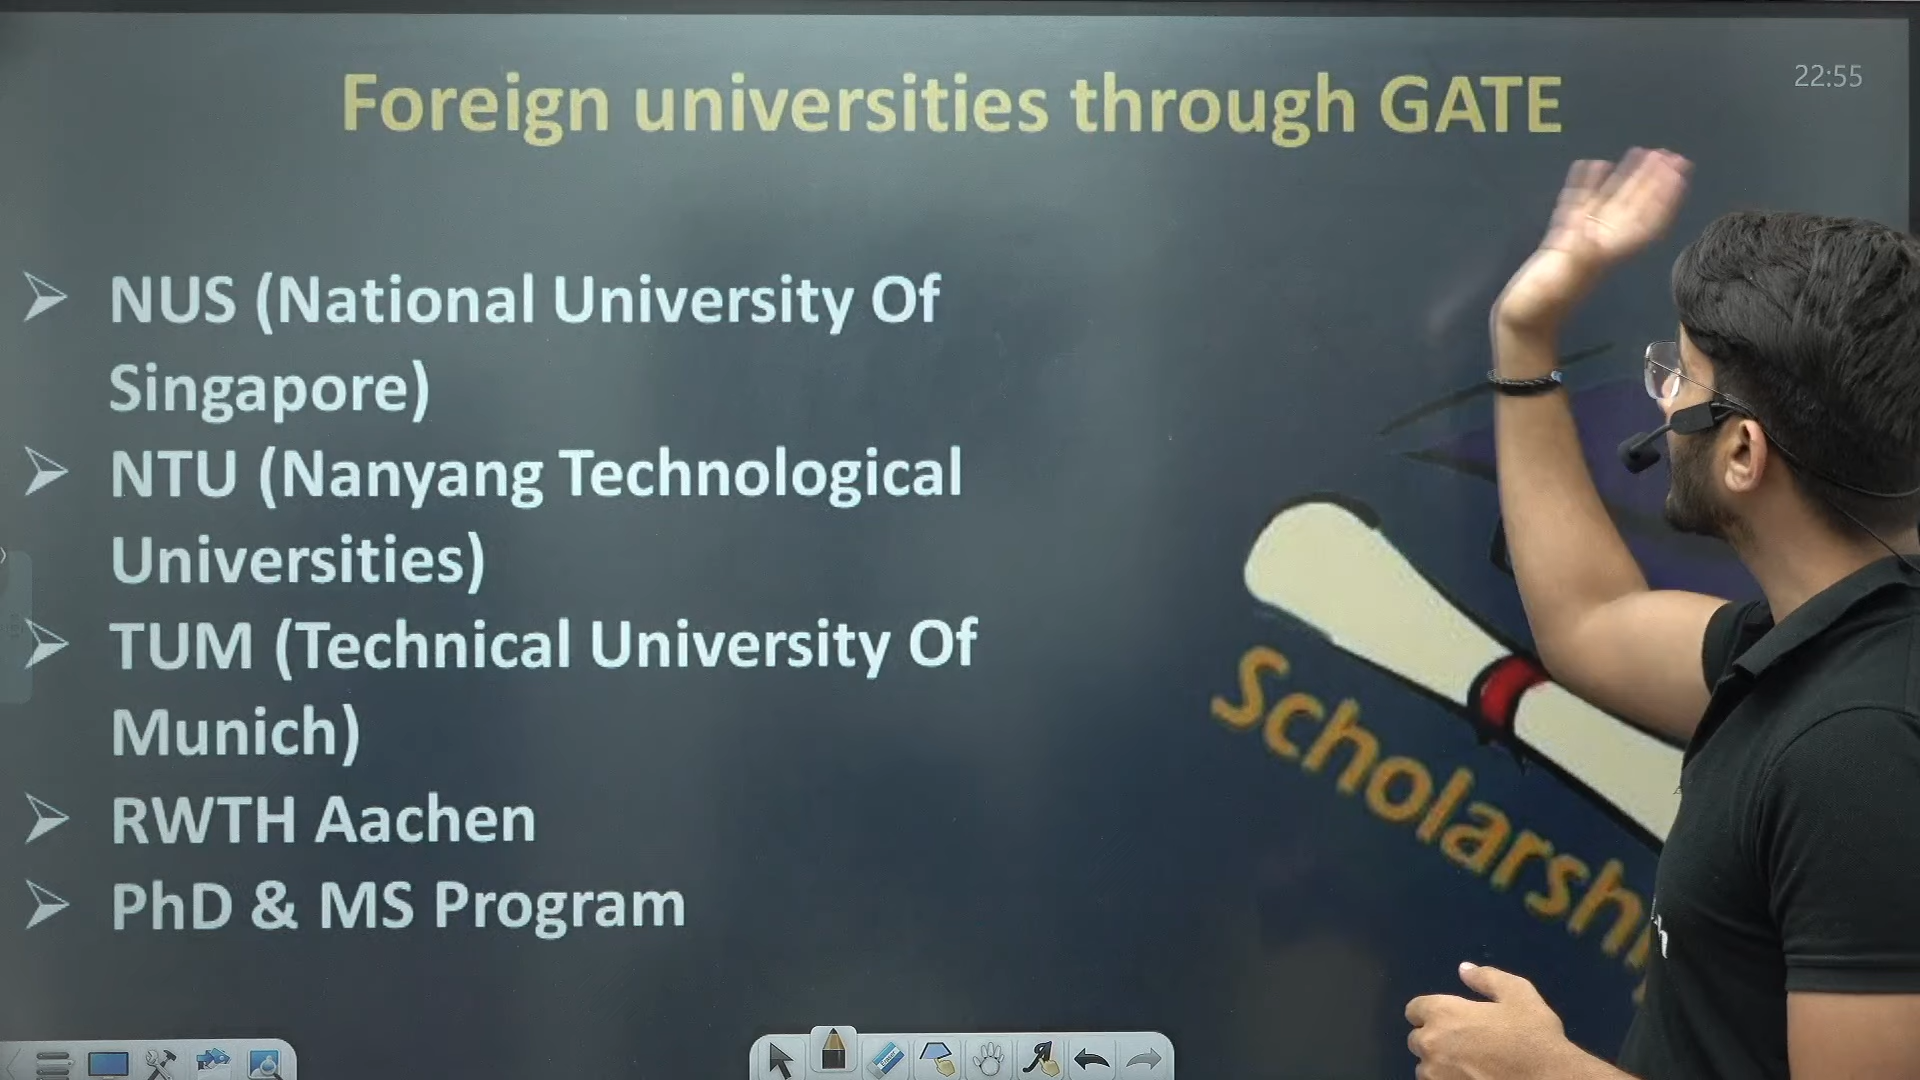 Foreign universities through GATE
22:55
NUS (National University Of
Singapore)
NTU (Nanyang Technological
Universities)
TUM (Technical University Of
Munich)
RWTH Aachen
PhD & MS Program